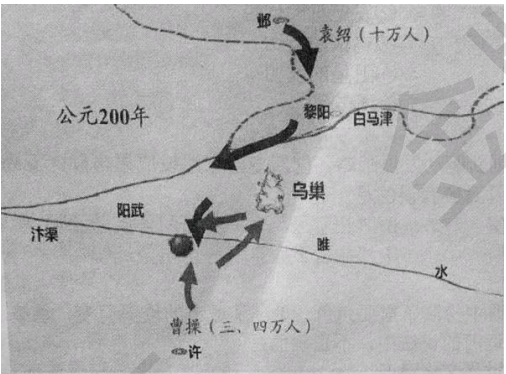 邺
袁绍（十万人）
公元200年
黎阳
白马津
乌巢
阳武
汴渠
睢
水
曹操（三、四万人）
许